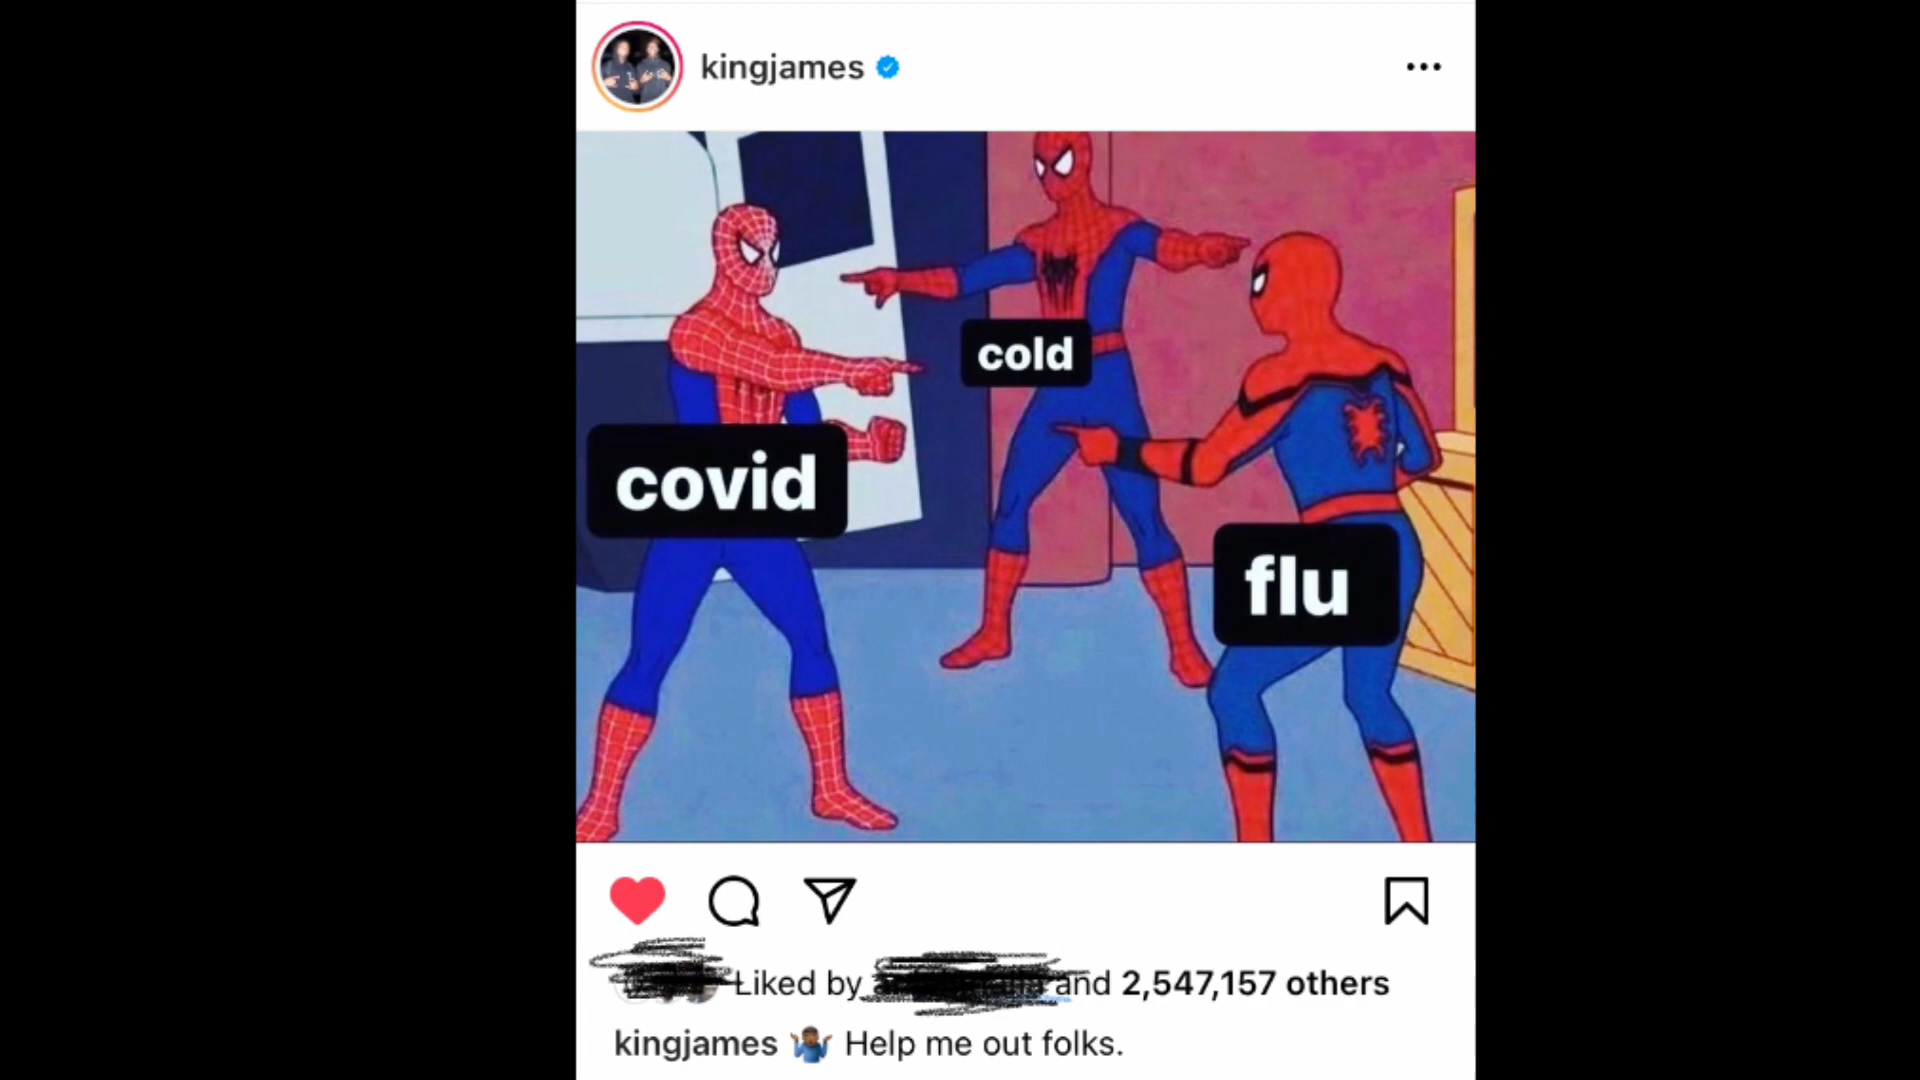 kingjames
cold
covid
flu
Liked by and 2,547,157 others
kingjames 🤷🏾‍♂️ Help me out folks.